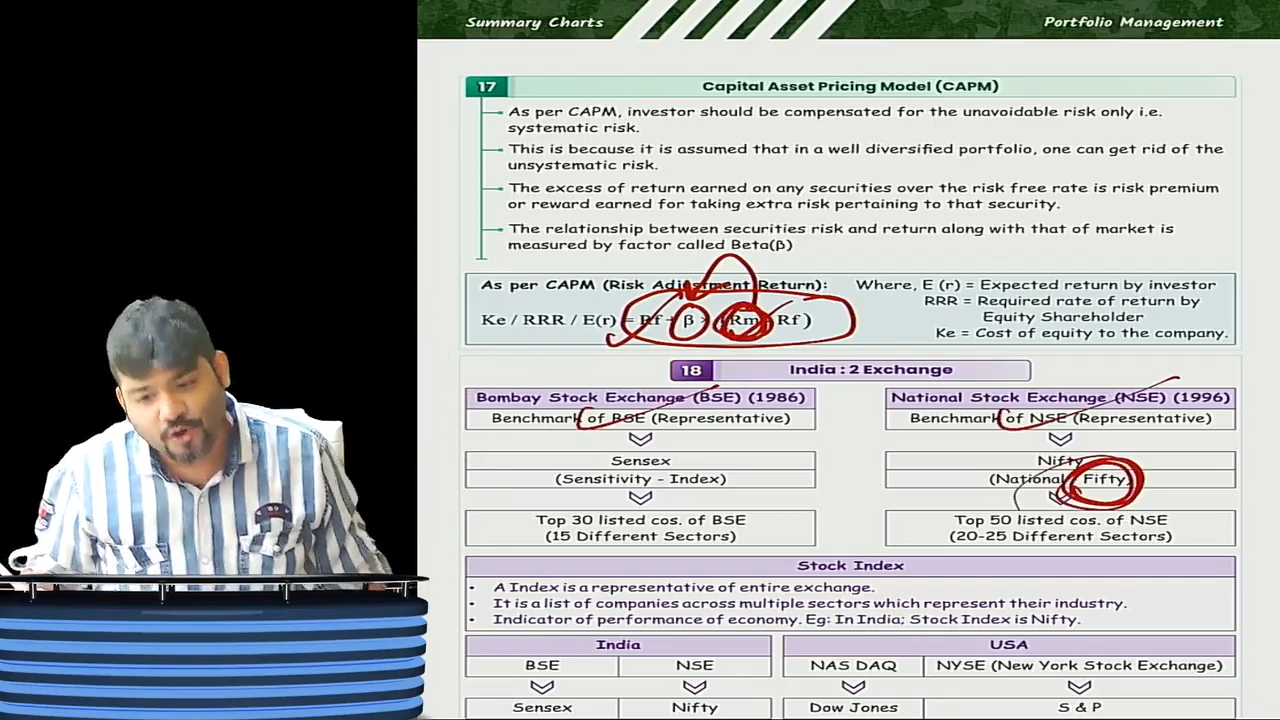 Summary Charts
Portfolio Management
17
Capital Asset Pricing Model (CAPM)
As per CAPM, investor should be compensated for the unavoidable risk only i.e.
systematic risk.
This is because it is assumed that in a well diversified portfolio, one can get rid of the
unsystematic risk.
The excess of return earned on any securities over the risk free rate is risk premium
or reward earned for taking extra risk pertaining to that security.
The relationship between securities risk and return along with that of market is
measured by factor called Beta(β)
As per CAPM (Risk Adjustment Return):
Ke / RRR / E(r) = Rf + β × (Rm - Rf )
Where, E (r) = Expected return by investor
RRR = Required rate of return by
Equity Shareholder
Ke = Cost of equity to the company.
18
India : 2 Exchange
Bombay Stock Exchange (BSE) (1986)
Benchmark of BSE (Representative)
Sensex
(Sensitivity - Index)
Top 30 listed cos. of BSE
(15 Different Sectors)
National Stock Exchange (NSE) (1996)
Benchmark of NSE (Representative)
Nifty
(National Fifty)
Top 50 listed cos. of NSE
(20-25 Different Sectors)
Stock Index
• A Index is a representative of entire exchange.
• It is a list of companies across multiple sectors which represent their industry.
• Indicator of performance of economy. Eg: In India; Stock Index is Nifty.
India
USA
BSE
NSE
NAS DAQ
NYSE (New York Stock Exchange)
Sensex
Nifty
Dow Jones
S & P